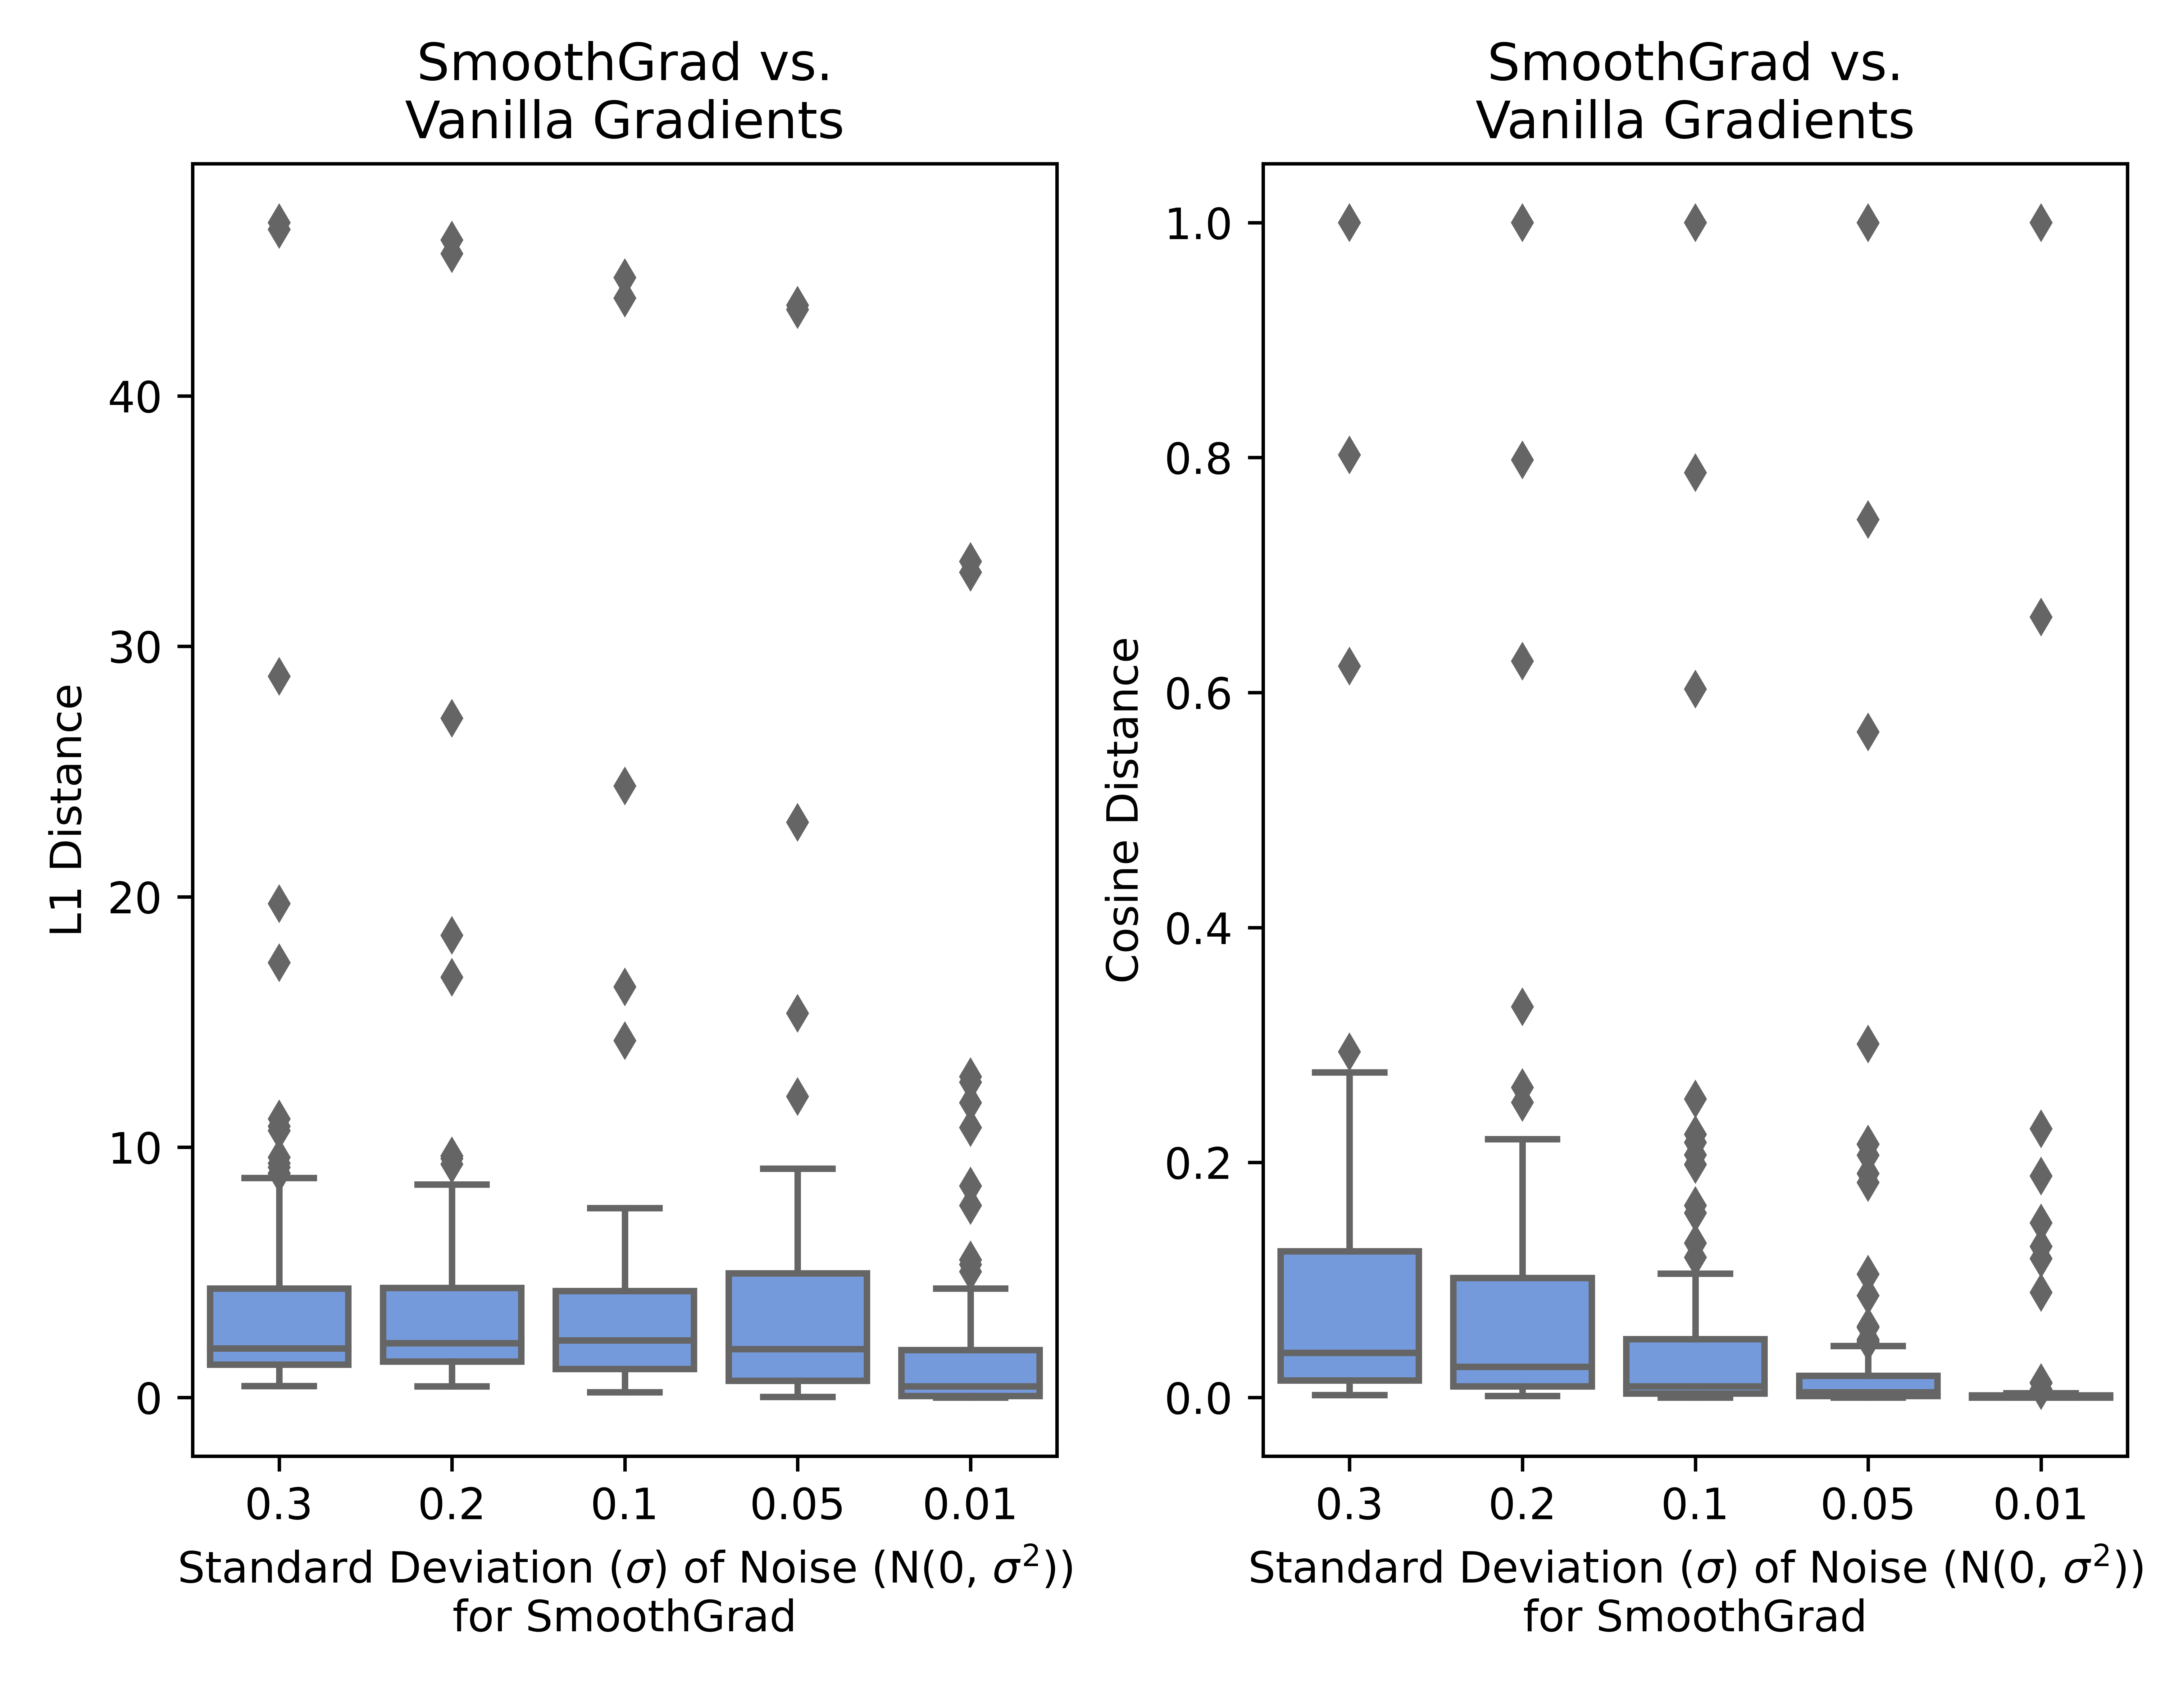 SmoothGrad vs.
Vanilla Gradients
L1 Distance
40
30
20
10
0
0.3 0.2 0.1 0.05 0.01
Standard Deviation (σ) of Noise (N(0, σ²))
for SmoothGrad
SmoothGrad vs.
Vanilla Gradients
Cosine Distance
1.0
0.8
0.6
0.4
0.2
0.0
0.3 0.2 0.1 0.05 0.01
Standard Deviation (σ) of Noise (N(0, σ²))
for SmoothGrad